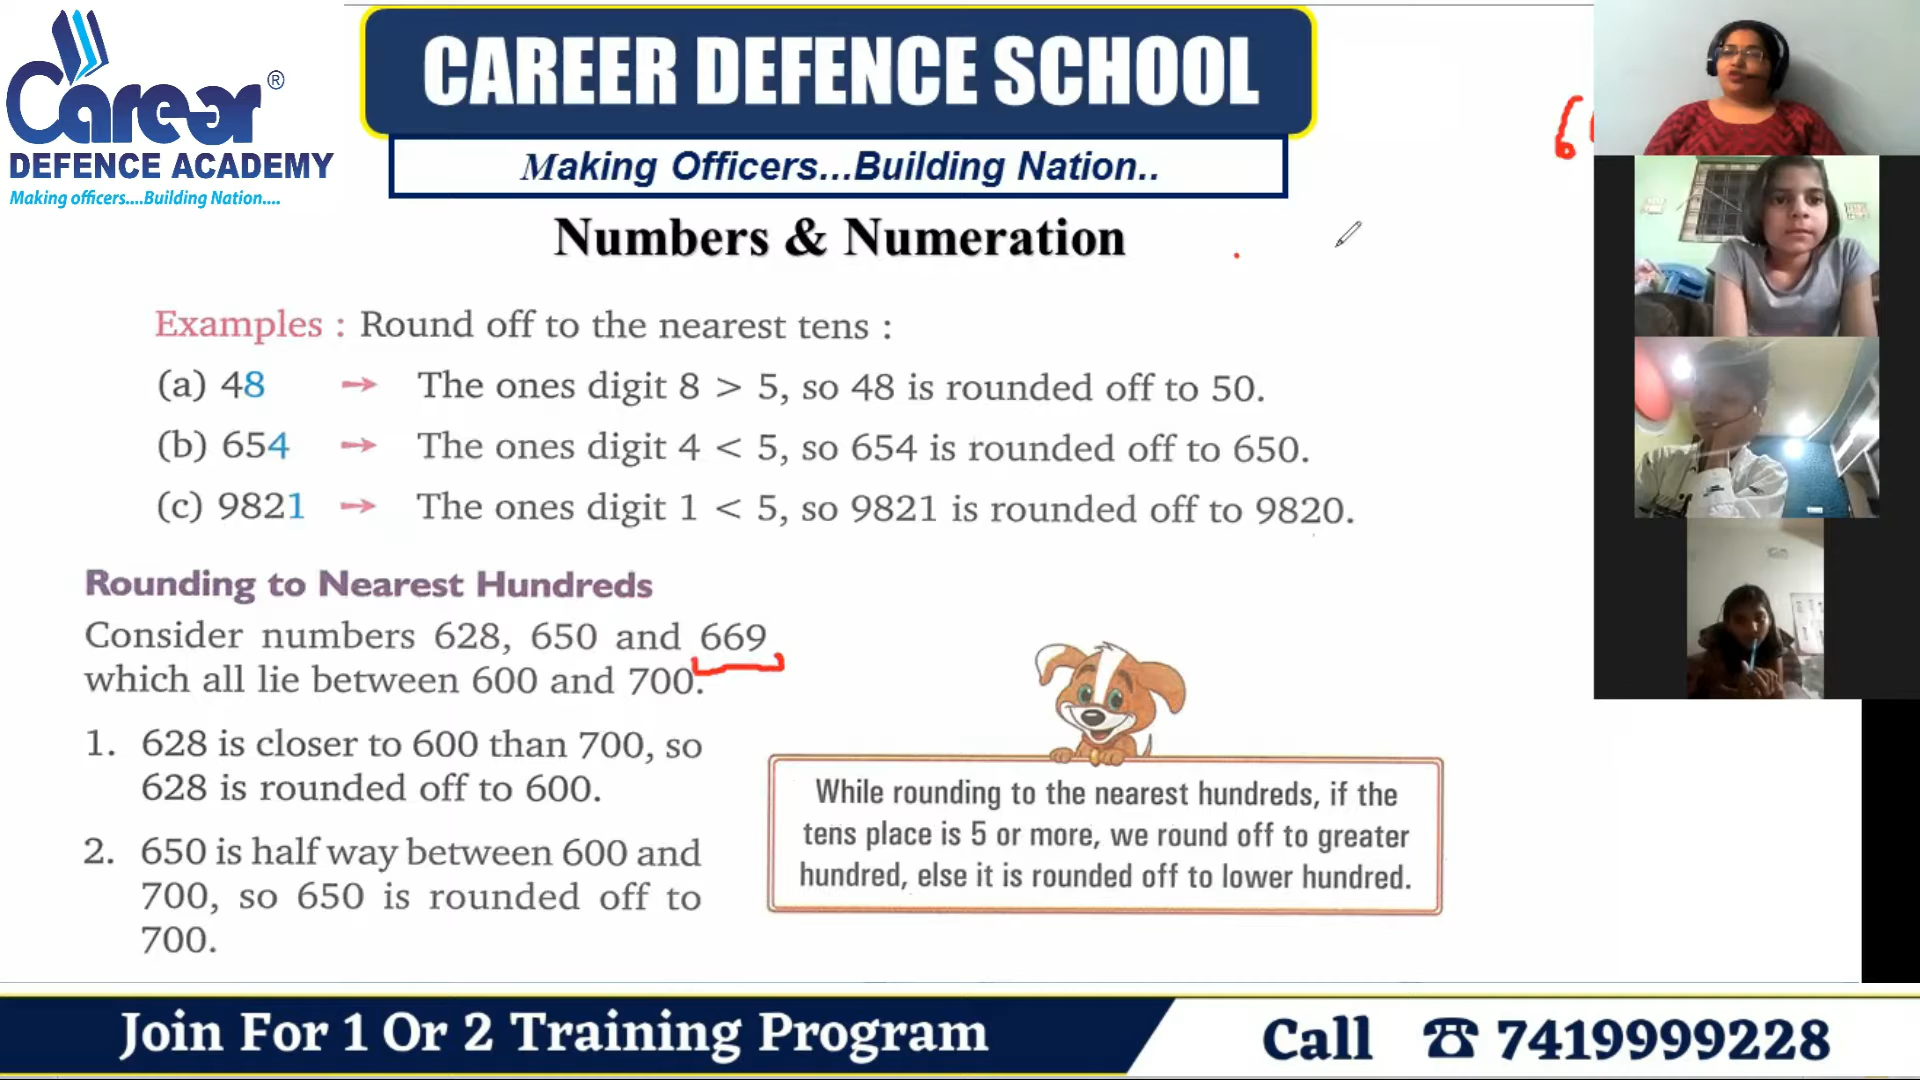 Career ®
DEFENCE ACADEMY
Making officers....Building Nation....
CAREER DEFENCE SCHOOL
Making Officers...Building Nation..
Numbers & Numeration
Examples : Round off to the nearest tens :
(a) 48 → The ones digit 8 > 5, so 48 is rounded off to 50.
(b) 654 → The ones digit 4 < 5, so 654 is rounded off to 650.
(c) 9821 → The ones digit 1 < 5, so 9821 is rounded off to 9820.
Rounding to Nearest Hundreds
Consider numbers 628, 650 and 669
which all lie between 600 and 700.
1. 628 is closer to 600 than 700, so
628 is rounded off to 600.
2. 650 is half way between 600 and
700, so 650 is rounded off to
700.
While rounding to the nearest hundreds, if the
tens place is 5 or more, we round off to greater
hundred, else it is rounded off to lower hundred.
Join For 1 Or 2 Training Program
Call ☎ 7419999228